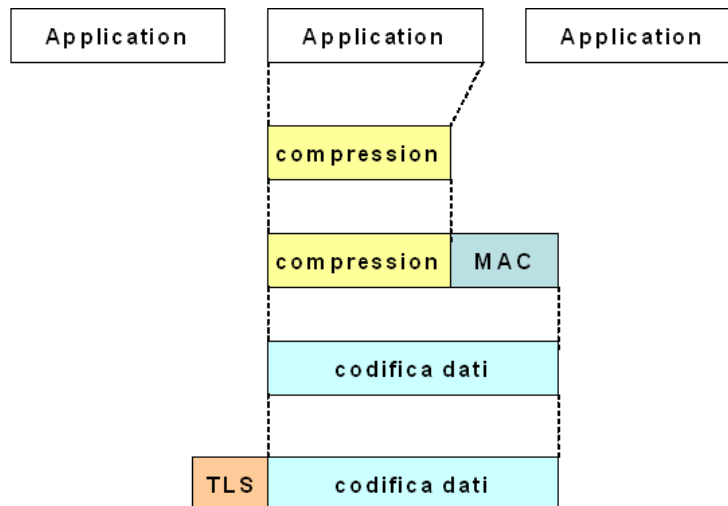 Application
Application
Application
compression
compression
MAC
codifica dati
TLS
codifica dati